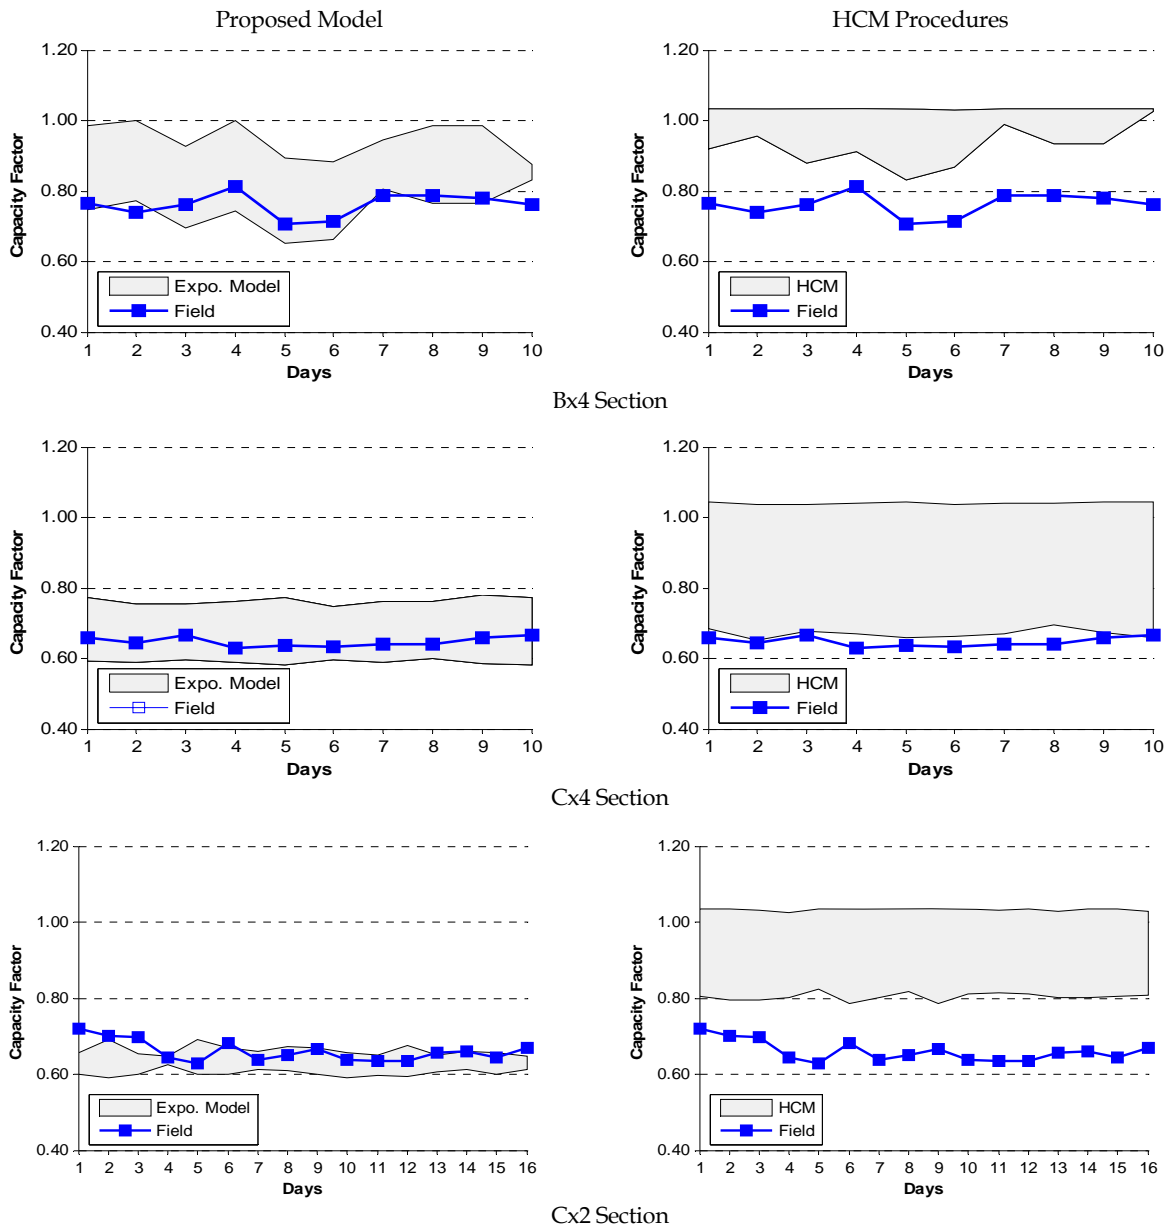 Proposed Model
HCM Procedures
1.20
1.00
0.80
0.60
0.40
Capacity Factor
Expo. Model
Field
1 2 3 4 5 6 7 8 9 10
Days
1.20
1.00
0.80
0.60
0.40
Capacity Factor
HCM
Field
1 2 3 4 5 6 7 8 9 10
Days
Bx4 Section
1.20
1.00
0.80
0.60
0.40
Capacity Factor
Expo. Model
Field
1 2 3 4 5 6 7 8 9 10
Days
1.20
1.00
0.80
0.60
0.40
Capacity Factor
HCM
Field
1 2 3 4 5 6 7 8 9 10
Days
Cx4 Section
1.20
1.00
0.80
0.60
0.40
Capacity Factor
Expo. Model
Field
1 2 3 4 5 6 7 8 9 10 11 12 13 14 15 16
Days
1.20
1.00
0.80
0.60
0.40
Capacity Factor
HCM
Field
1 2 3 4 5 6 7 8 9 10 11 12 13 14 15 16
Days
Cx2 Section